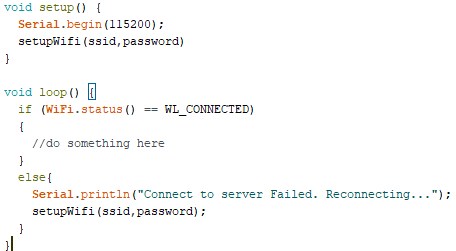 void setup() {
  Serial.begin(115200);
  setupWifi(ssid,password)
}
void loop() {
  if (WiFi.status() == WL_CONNECTED)
  {
    //do something here
  }
  else{
    Serial.println("Connect to server Failed. Reconnecting...");
    setupWifi(ssid,password);
  }
}